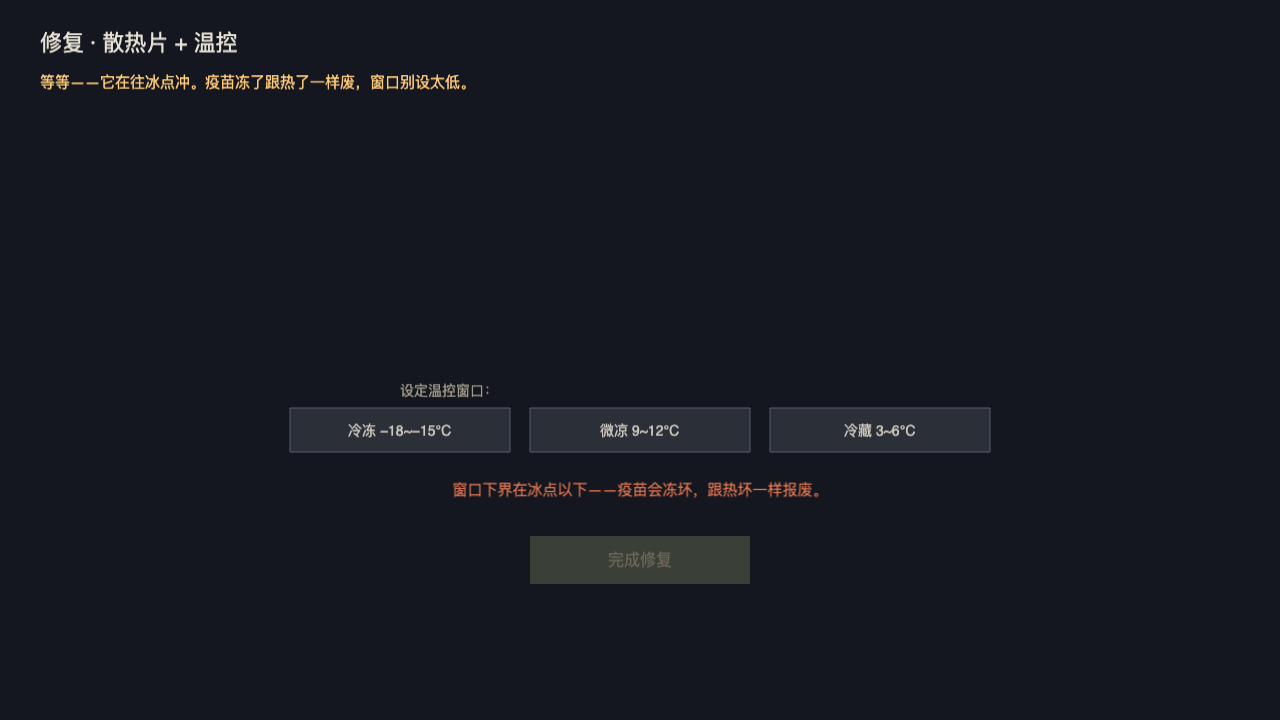 修复 · 散热片 + 温控
等等——它在往冰点冲。疫苗冻了跟热了一样废，窗口别设太低。
设定温控窗口：
冷冻 −18~−15°C
微凉 9~12°C
冷藏 3~6°C
窗口下界在冰点以下——疫苗会冻坏，跟热坏一样报废。
完成修复